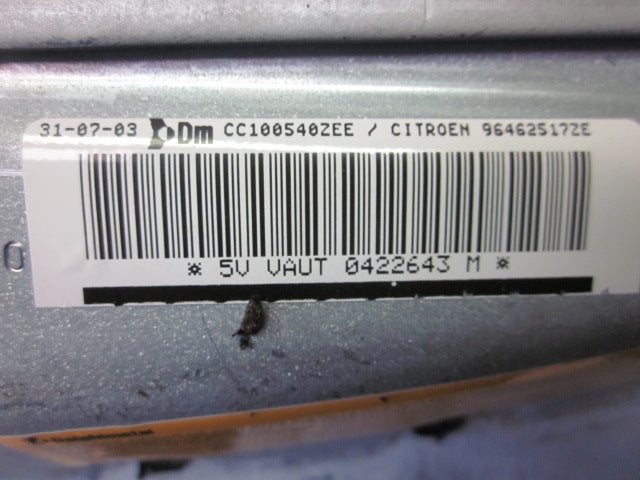 31-07-03 Dm CC100540ZEE / CITROEN 96462517ZE
* 5V VAUT 0422643 M *